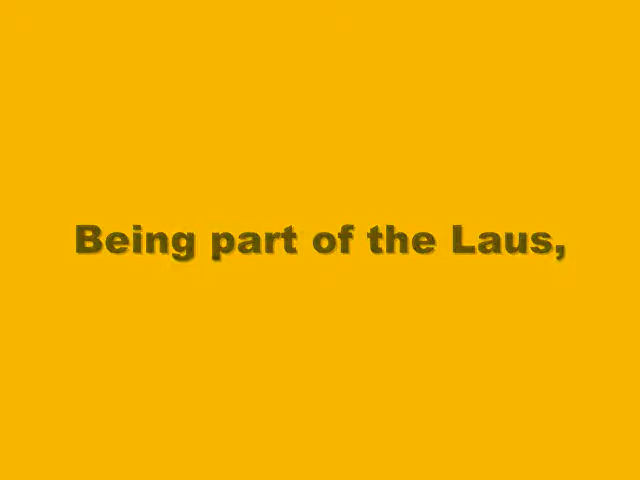 Being part of the Laus,